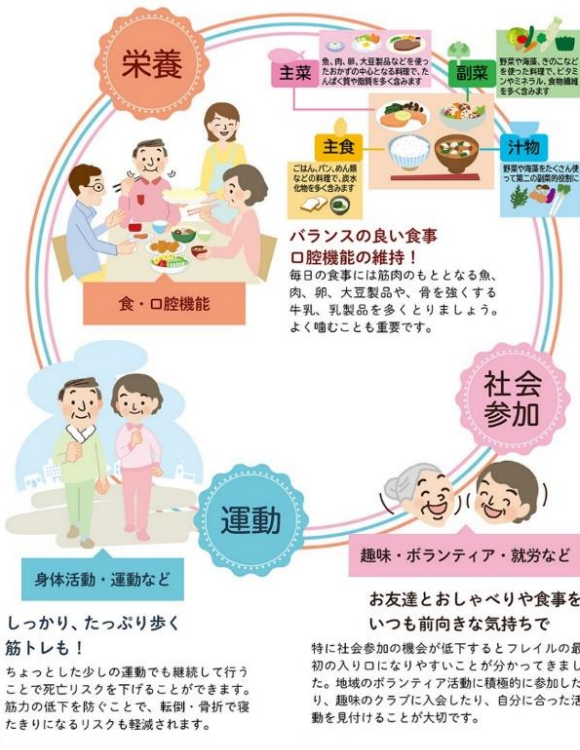 栄養
主菜
魚、肉、卵、大豆製品などを使っ
たおかずの中心となる料理で、た
んぱく質や脂質を多く含みます
副菜
野菜や海藻、きのこなど
を使った料理で、ビタミ
ンやミネラル、食物繊維
を多く含みます
主食
ごはん、パン、めん類
などの料理で、炭水
化物を多く含みます
汁物
野菜や海藻をたくさん使
って第二の副菜的役割に
食・口腔機能
バランスの良い食事
口腔機能の維持！
毎日の食事には筋肉のもととなる魚、
肉、卵、大豆製品や、骨を強くする
牛乳、乳製品を多くとりましょう。
よく噛むことも重要です。
社会
参加
趣味・ボランティア・就労など
お友達とおしゃべりや食事を
いつも前向きな気持ちで
特に社会参加の機会が低下するとフレイルの最
初の入り口になりやすいことが分かってきまし
た。地域のボランティア活動に積極的に参加した
り、趣味のクラブに入会したり、自分に合った活
動を見付けることが大切です。
運動
身体活動・運動など
しっかり、たっぷり歩く
筋トレも！
ちょっとした少しの運動でも継続して行う
ことで死亡リスクを下げることができます。
筋力の低下を防ぐことで、転倒・骨折で寝
たきりになるリスクも軽減されます。